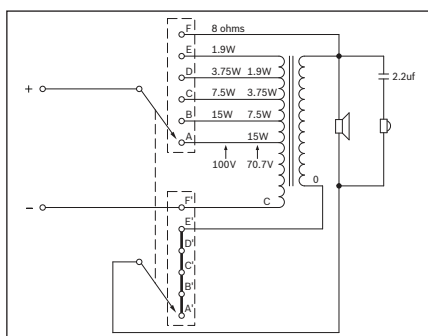 F 8 ohms
E 1.9W
D 3.75W 1.9W
C 7.5W 3.75W
B 15W 7.5W
A 15W
100V 70.7V
+
2.2uf
0
− F' C
E'
D'
C'
B'
A'